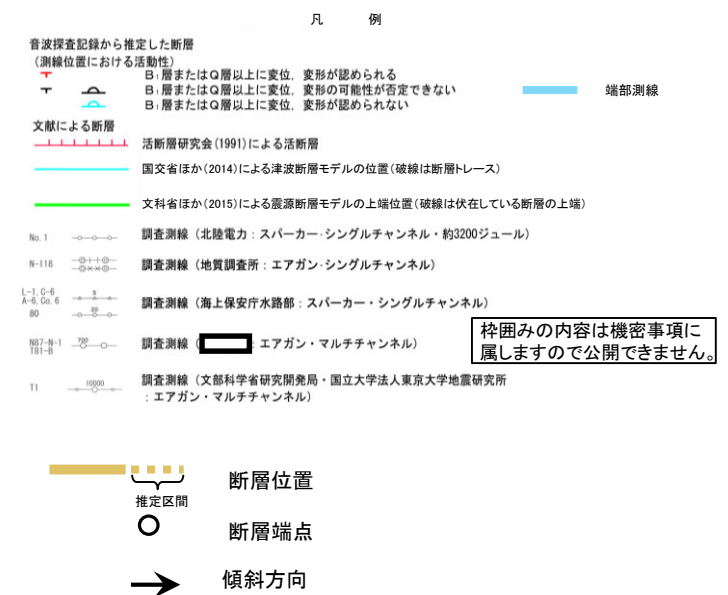 凡 例
音波探査記録から推定した断層
(測線位置における活動性)
B₁層またはQ層以上に変位, 変形が認められる
B₁層またはQ層以上に変位, 変形の可能性が否定できない
端部測線
B₁層またはQ層以上に変位, 変形が認められない
文献による断層
活断層研究会(1991)による活断層
国交省ほか(2014)による津波断層モデルの位置(破線は断層トレース)
文科省ほか(2015)による震源断層モデルの上端位置(破線は伏在している断層の上端)
No. 1 調査測線(北陸電力:スパーカー・シングルチャンネル・約3200ジュール)
N-118 調査測線(地質調査所:エアガン・シングルチャンネル)
L-1, C-6
A-6, Co. 6 5 調査測線(海上保安庁水路部:スパーカー・シングルチャンネル)
80 20
N87-N-1 700 調査測線( :エアガン・マルチチャンネル)
T81-B
枠囲みの内容は機密事項に
属しますので公開できません。
T1 10000 調査測線(文部科学省研究開発局・国立大学法人東京大学地震研究所
:エアガン・マルチチャンネル)
断層位置
推定区間
断層端点
傾斜方向